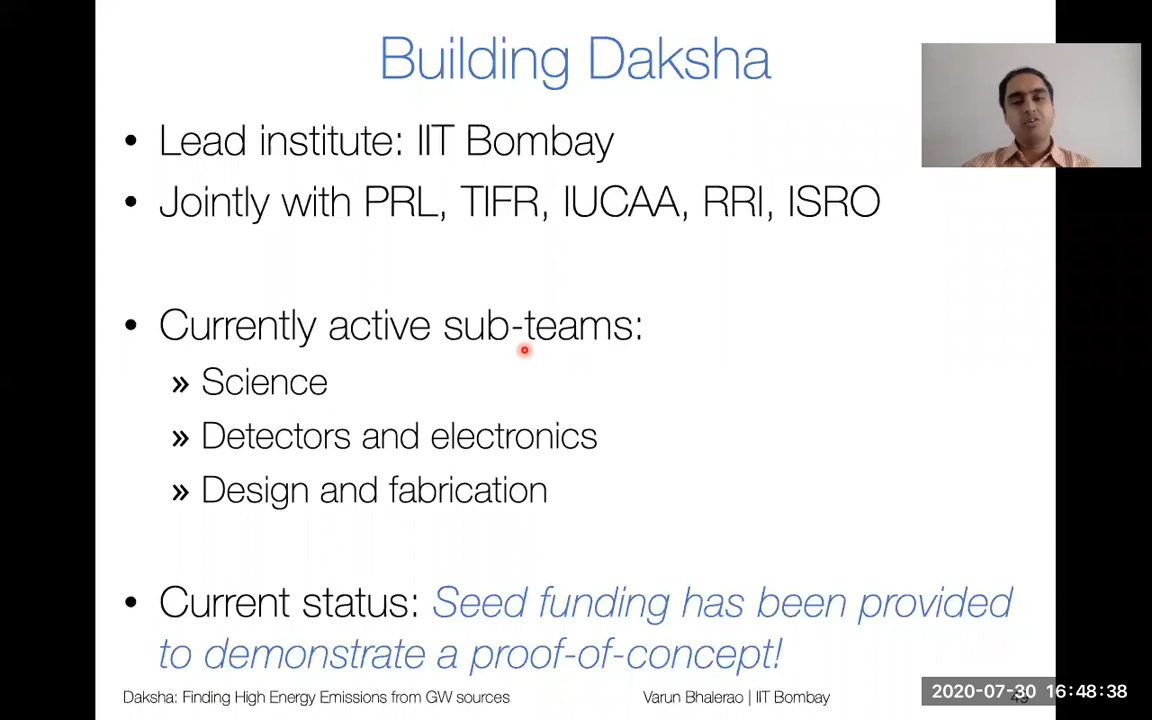 Building Daksha
• Lead institute: IIT Bombay
• Jointly with PRL, TIFR, IUCAA, RRI, ISRO
• Currently active sub-teams:
» Science
» Detectors and electronics
» Design and fabrication
• Current status: Seed funding has been provided
to demonstrate a proof-of-concept!
Daksha: Finding High Energy Emissions from GW sources
Varun Bhalerao | IIT Bombay
2020-07-30 16:48:38